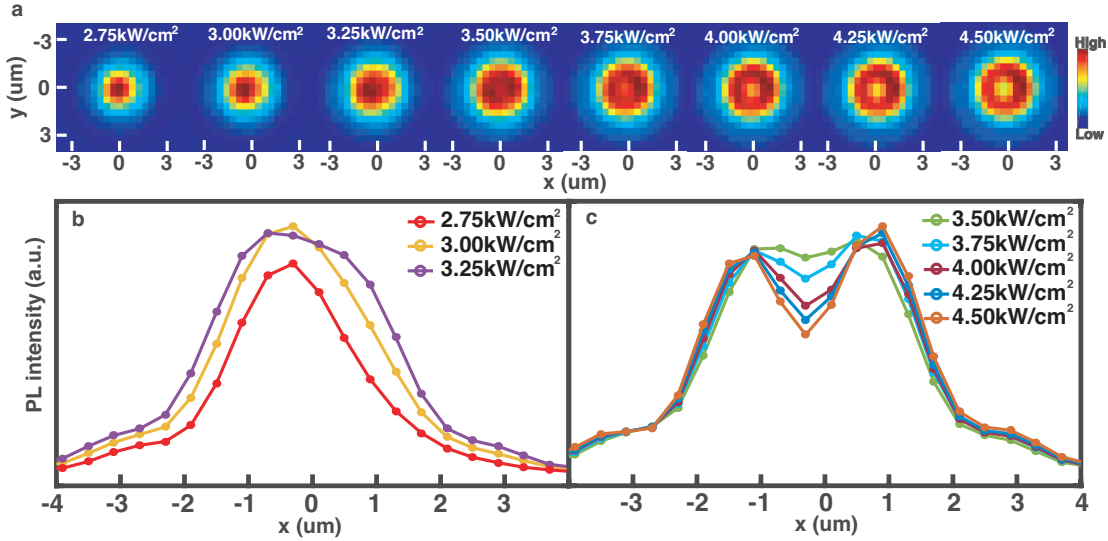 a
2.75kW/cm² 3.00kW/cm² 3.25kW/cm² 3.50kW/cm² 3.75kW/cm² 4.00kW/cm² 4.25kW/cm² 4.50kW/cm²
High
Low
y (um)
-3
0
3
-3 0 3 -3 0 3 -3 0 3 -3 0 3 -3 0 3 -3 0 3 -3 0 3 -3 0 3
x (um)
b
2.75kW/cm²
3.00kW/cm²
3.25kW/cm²
PL intensity (a.u.)
-4 -3 -2 -1 0 1 2 3
x (um)
c
3.50kW/cm²
3.75kW/cm²
4.00kW/cm²
4.25kW/cm²
4.50kW/cm²
-3 -2 -1 0 1 2 3 4
x (um)